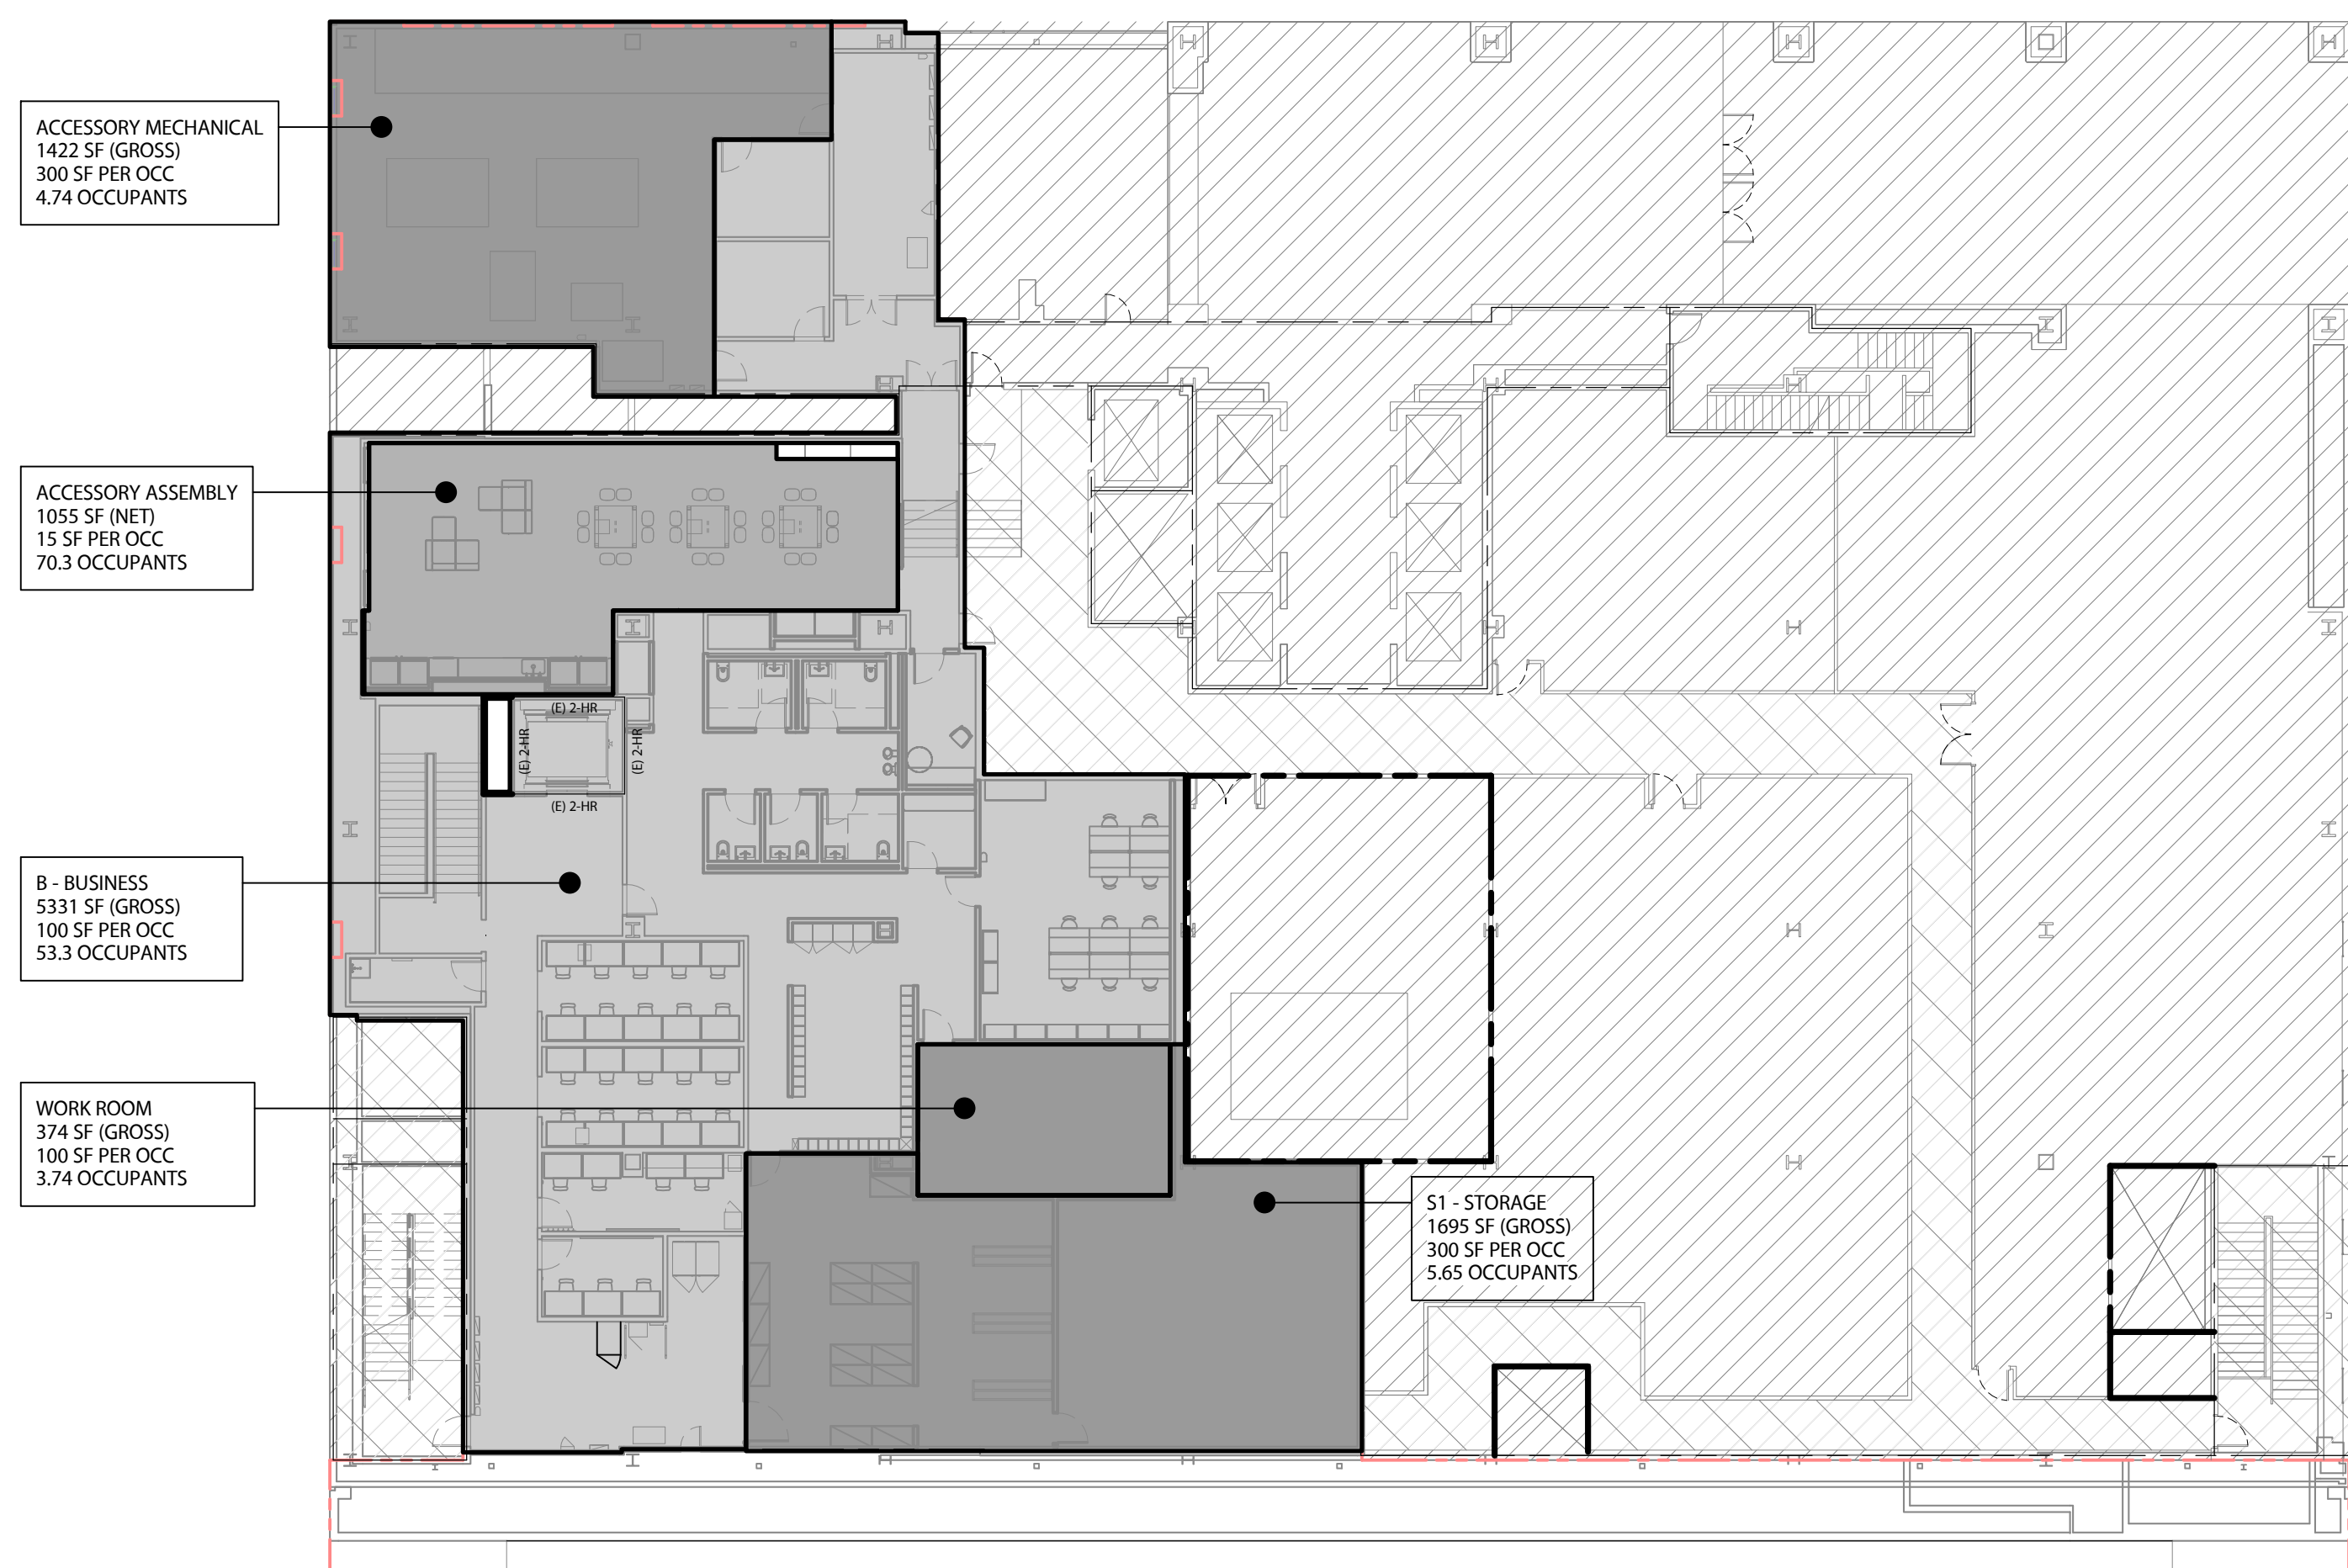 ACCESSORY MECHANICAL
1422 SF (GROSS)
300 SF PER OCC
4.74 OCCUPANTS
ACCESSORY ASSEMBLY
1055 SF (NET)
15 SF PER OCC
70.3 OCCUPANTS
(E) 2-HR
(E) 2-HR
(E) 2-HR
(E) 2-HR
B - BUSINESS
5331 SF (GROSS)
100 SF PER OCC
53.3 OCCUPANTS
WORK ROOM
374 SF (GROSS)
100 SF PER OCC
3.74 OCCUPANTS
S1 - STORAGE
1695 SF (GROSS)
300 SF PER OCC
5.65 OCCUPANTS